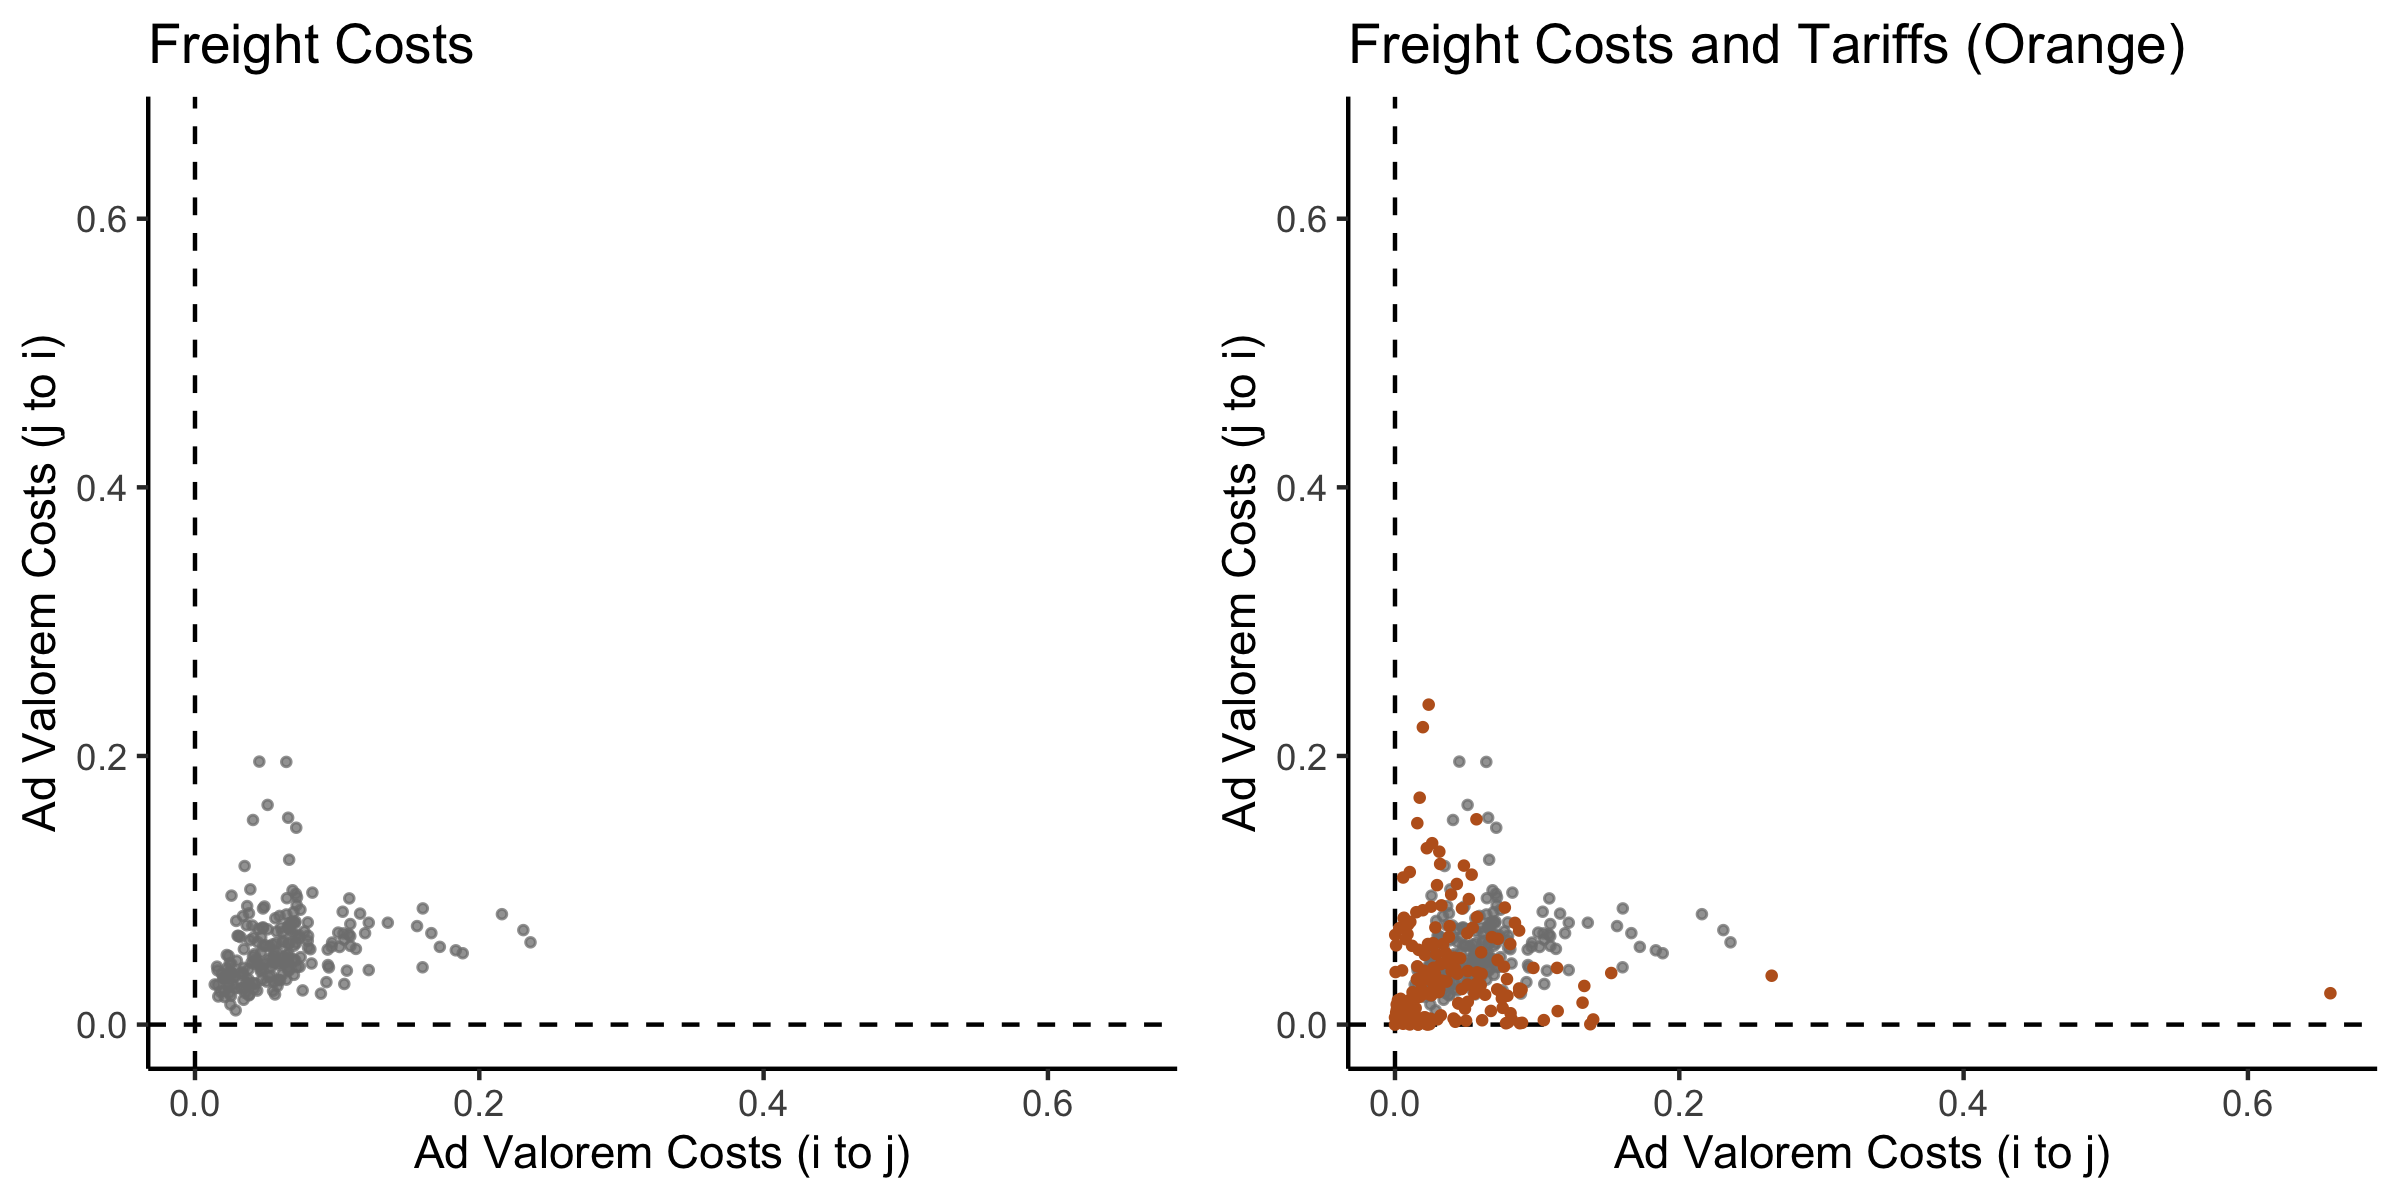 Freight Costs
Ad Valorem Costs (j to i)
0.6
0.4
0.2
0.0
0.0 0.2 0.4 0.6
Ad Valorem Costs (i to j)
Freight Costs and Tariffs (Orange)
Ad Valorem Costs (j to i)
0.6
0.4
0.2
0.0
0.0 0.2 0.4 0.6
Ad Valorem Costs (i to j)